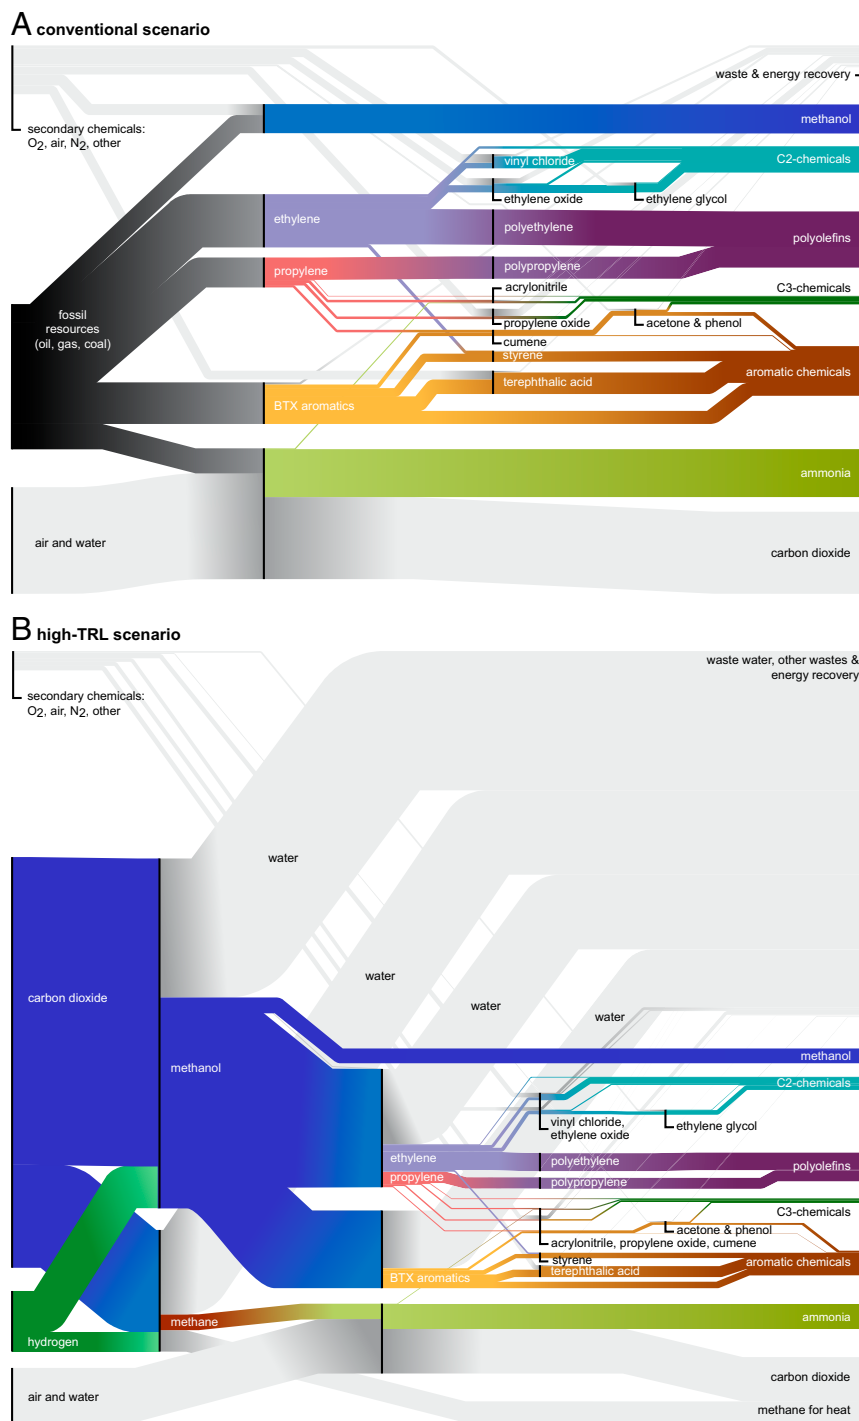 A conventional scenario
waste & energy recovery
secondary chemicals:
O2, air, N2, other
methanol
vinyl chloride
C2-chemicals
ethylene oxide
ethylene glycol
ethylene
polyethylene
polyolefins
propylene
polypropylene
acrylonitrile
C3-chemicals
fossil
resources
(oil, gas, coal)
propylene oxide
acetone & phenol
cumene
styrene
aromatic chemicals
terephthalic acid
BTX aromatics
ammonia
air and water
carbon dioxide
B high-TRL scenario
waste water, other wastes &
energy recovery
secondary chemicals:
O2, air, N2, other
water
water
carbon dioxide
water
water
methanol
methanol
C2-chemicals
vinyl chloride,
ethylene oxide
ethylene glycol
ethylene
polyethylene
polyolefins
propylene
polypropylene
C3-chemicals
acetone & phenol
acrylonitrile, propylene oxide, cumene
styrene
aromatic chemicals
terephthalic acid
BTX aromatics
methane
ammonia
hydrogen
carbon dioxide
air and water
methane for heat